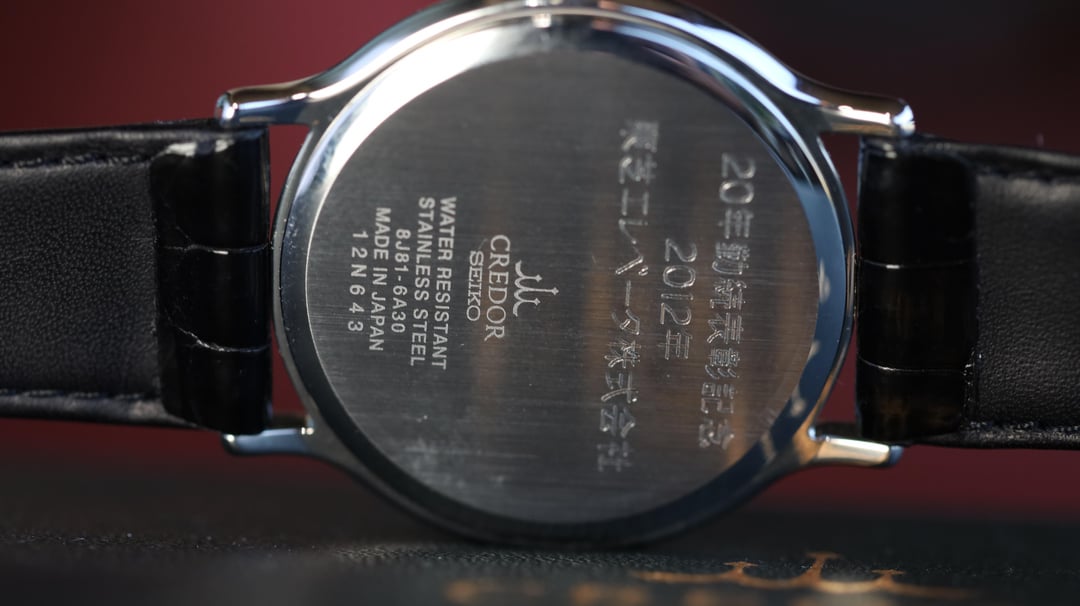 20年勤続表彰記念
2012年
東芝エレベータ株式会社
CREDOR
SEIKO
WATER RESISTANT
STAINLESS STEEL
8J81-6A30
MADE IN JAPAN
12N643